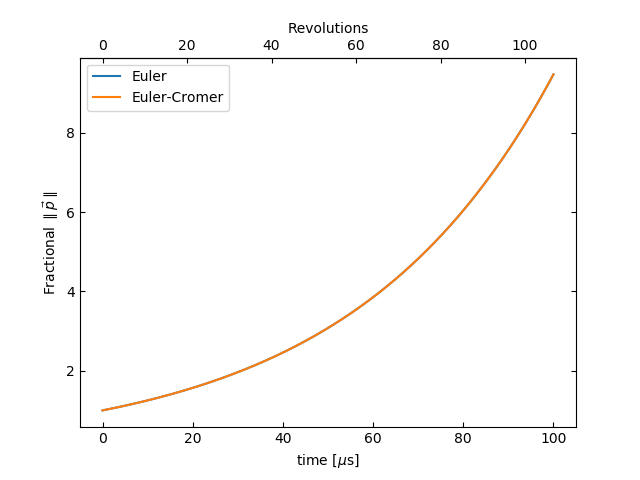 Revolutions
0 20 40 60 80 100
Euler
Euler-Cromer
8
6
4
2
Fractional ∥p⃗∥
0 20 40 60 80 100
time [μs]